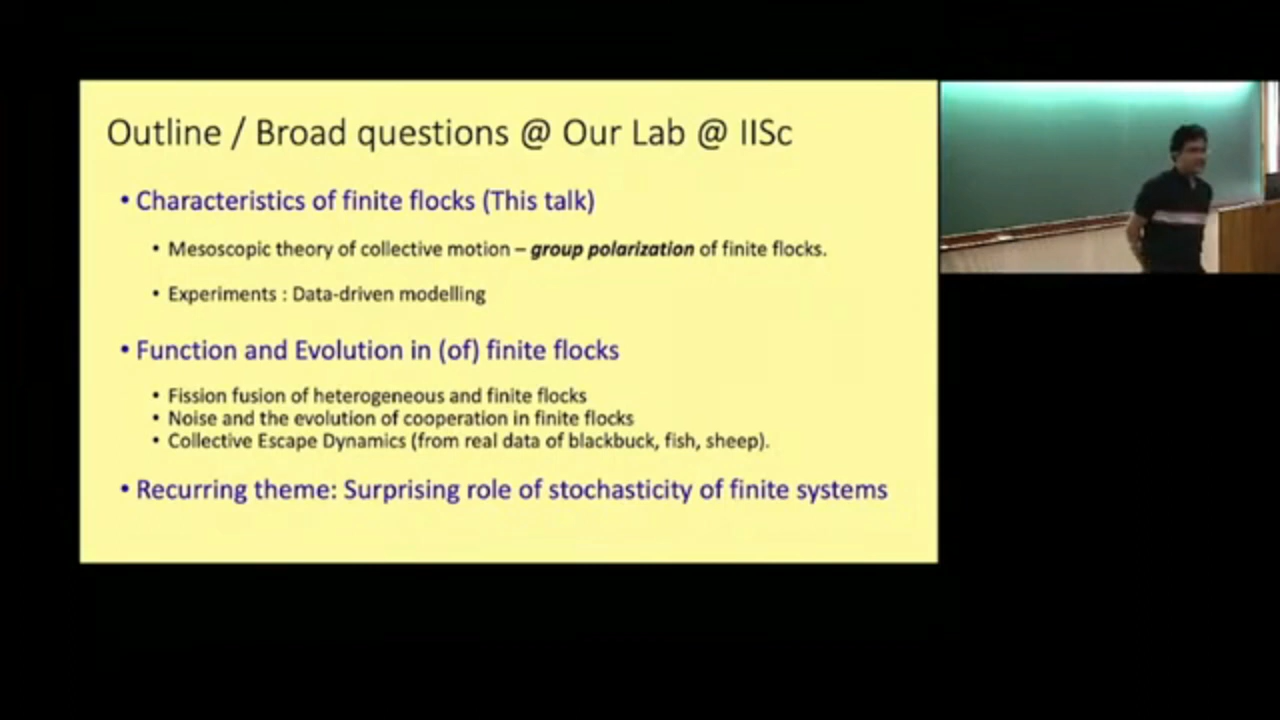 Outline / Broad questions @ Our Lab @ IISc
• Characteristics of finite flocks (This talk)
• Mesoscopic theory of collective motion – group polarization of finite flocks.
• Experiments : Data-driven modelling
• Function and Evolution in (of) finite flocks
• Fission fusion of heterogeneous and finite flocks
• Noise and the evolution of cooperation in finite flocks
• Collective Escape Dynamics (from real data of blackbuck, fish, sheep).
• Recurring theme: Surprising role of stochasticity of finite systems